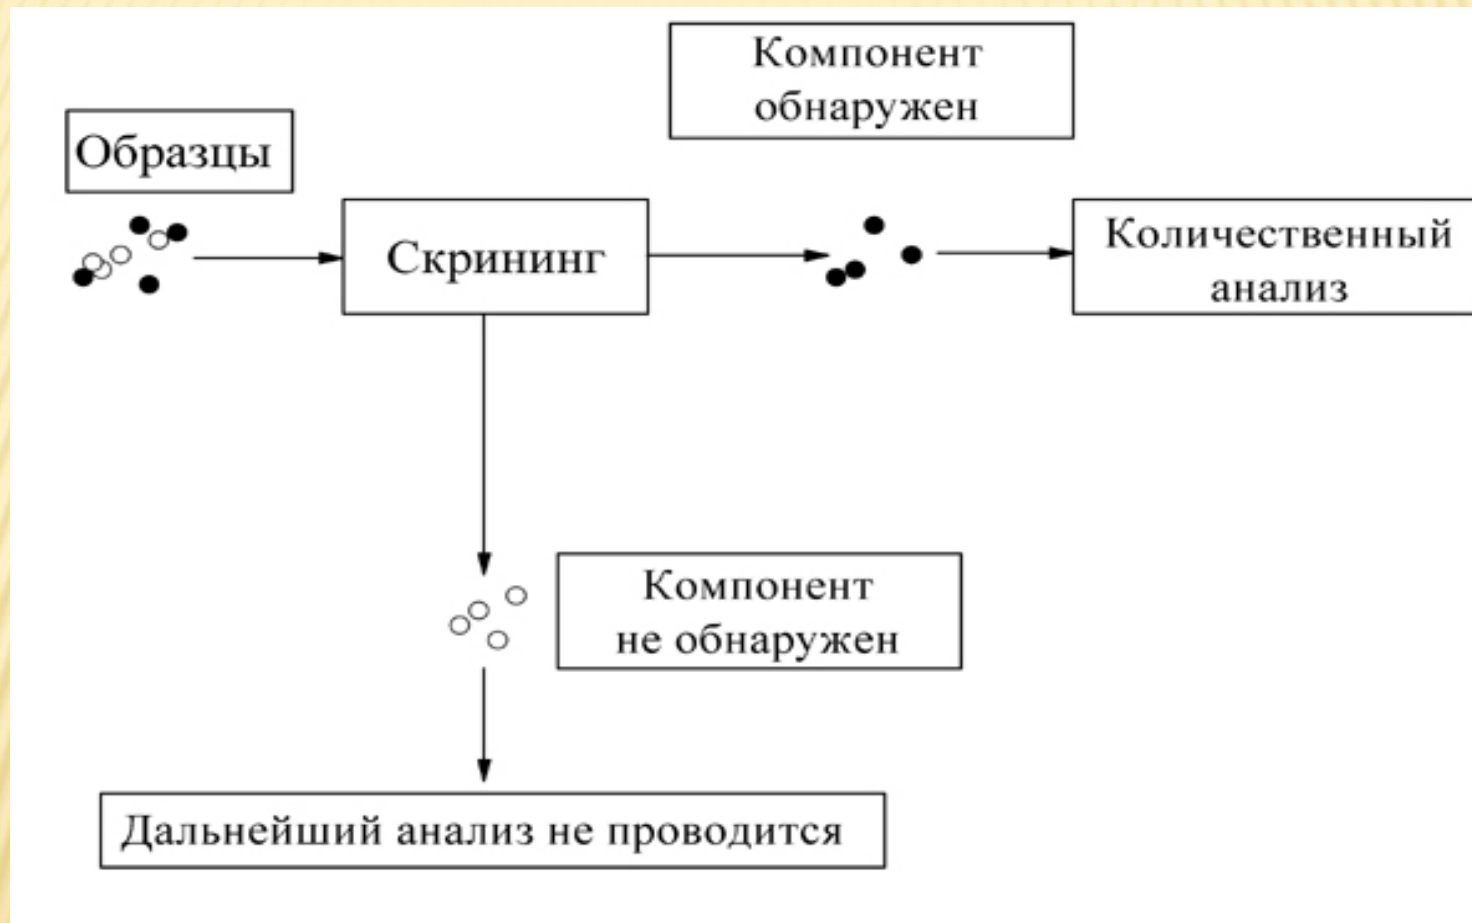 Компонент
обнаружен
Образцы
Скрининг
Количественный
анализ
Компонент
не обнаружен
Дальнейший анализ не проводится